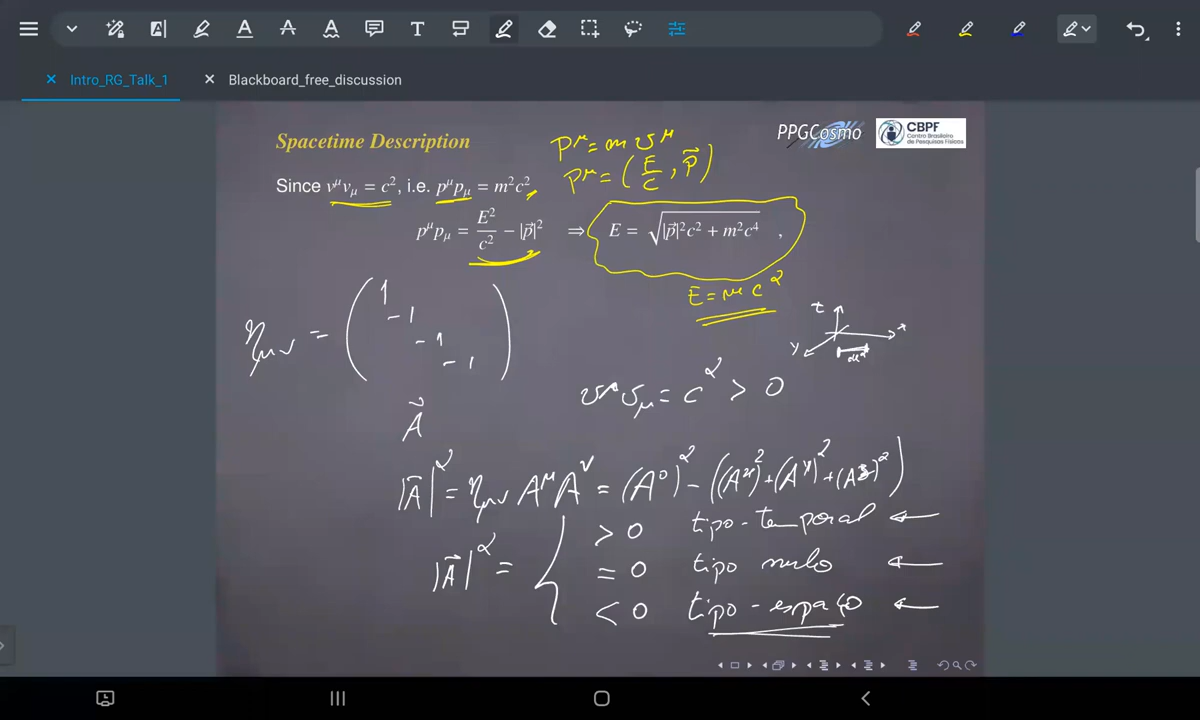 Intro_RG_Talk_1
Blackboard_free_discussion
Spacetime Description
PPGCosmo
CBPF
Centro Brasileiro
de Pesquisas Físicas
p^μ = m v^μ
p^μ = (E/c, p⃗)
Since v^μ v_μ = c², i.e. p^μ p_μ = m²c²,
p^μ p_μ = E²/c² − |p⃗|² ⇒ E = √(|p⃗|²c² + m²c⁴) ,
E = mc²
η_μν = ( 1 −1 −1 −1 )
t
x
y
v^μ v_μ = c² > 0
A⃗
|A⃗|² = η_μν A^μ A^ν = (A⁰)² − ((A^x)² + (A^y)² + (A^z)²)
|A⃗|² = { > 0 tipo-temporal ←
= 0 tipo nulo ←
< 0 tipo-espaço ←